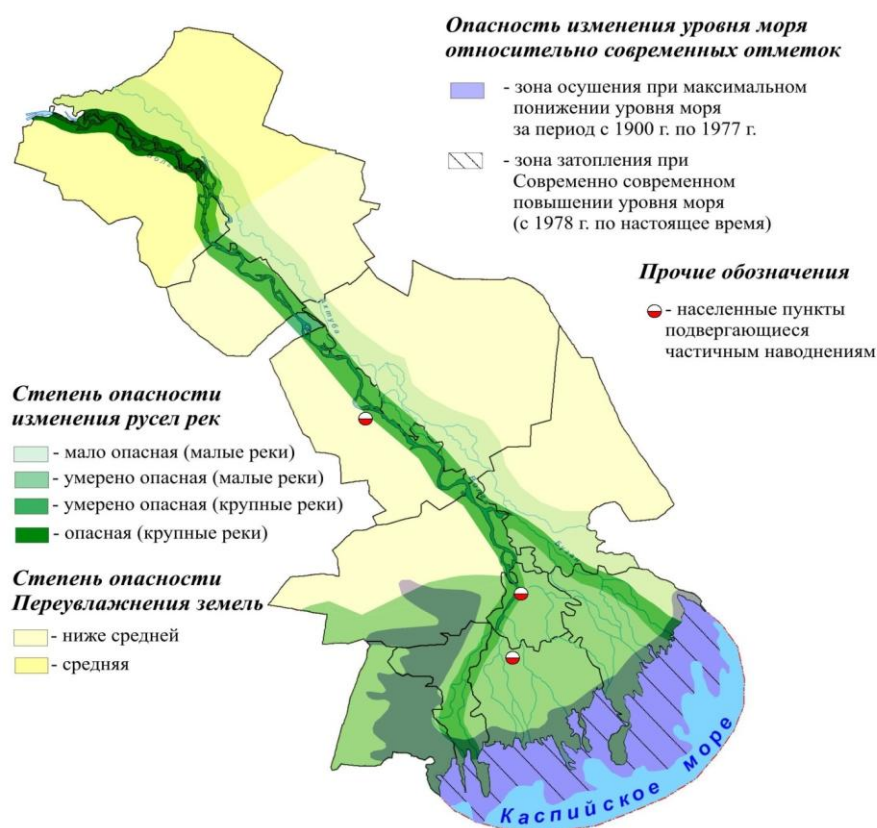 Опасность изменения уровня моря
относительно современных отметок
- зона осушения при максимальном
понижении уровня моря
за период с 1900 г. по 1977 г.
- зона затопления при
Современно современном
повышении уровня моря
(с 1978 г. по настоящее время)
Прочие обозначения
- населенные пункты
подвергающиеся
частичным наводнениям
Степень опасности
изменения русел рек
- мало опасная (малые реки)
- умерено опасная (малые реки)
- умерено опасная (крупные реки)
- опасная (крупные реки)
Степень опасности
Переувлажнения земель
- ниже средней
- средняя
Каспийское море